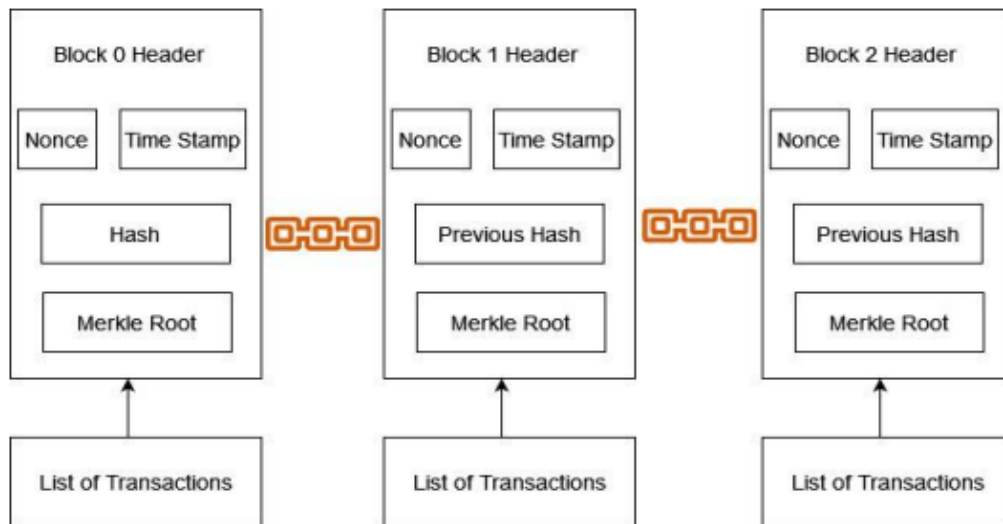 Block 0 Header
Block 1 Header
Block 2 Header
Nonce
Time Stamp
Nonce
Time Stamp
Nonce
Time Stamp
Hash
Previous Hash
Previous Hash
Merkle Root
Merkle Root
Merkle Root
List of Transactions
List of Transactions
List of Transactions